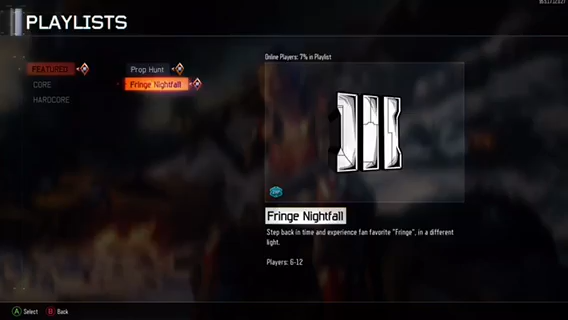 PLAYLISTS
FEATURED
CORE
HARDCORE
Prop Hunt
Fringe Nightfall
Online Players: 7% in Playlist
Fringe Nightfall
Step back in time and experience fan favorite "Fringe", in a different
light.
Players: 6-12
A Select
B Back